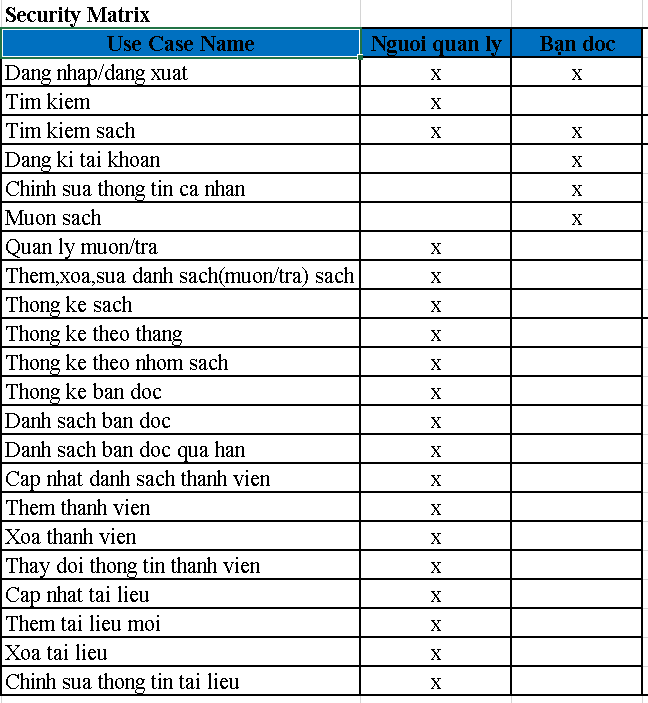 Security Matrix
Use Case Name Nguoi quan ly Bạn doc
Dang nhap/dang xuat x x
Tim kiem x
Tim kiem sach x x
Dang ki tai khoan x
Chinh sua thong tin ca nhan x
Muon sach x
Quan ly muon/tra x
Them,xoa,sua danh sach(muon/tra) sach x
Thong ke sach x
Thong ke theo thang x
Thong ke theo nhom sach x
Thong ke ban doc x
Danh sach ban doc x
Danh sach ban doc qua han x
Cap nhat danh sach thanh vien x
Them thanh vien x
Xoa thanh vien x
Thay doi thong tin thanh vien x
Cap nhat tai lieu x
Them tai lieu moi x
Xoa tai lieu x
Chinh sua thong tin tai lieu x